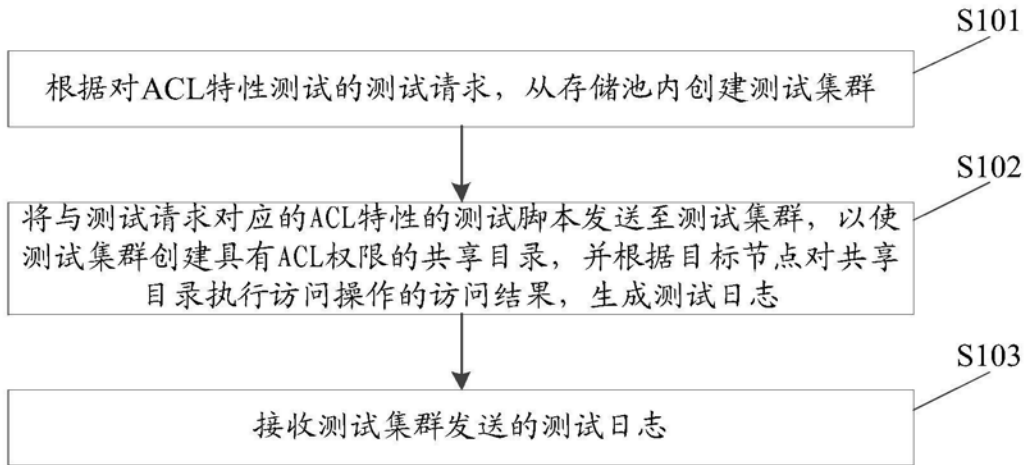 S101
根据对ACL特性测试的测试请求，从存储池内创建测试集群
S102
将与测试请求对应的ACL特性的测试脚本发送至测试集群，以使
测试集群创建具有ACL权限的共享目录，并根据目标节点对共享
目录执行访问操作的访问结果，生成测试日志
S103
接收测试集群发送的测试日志